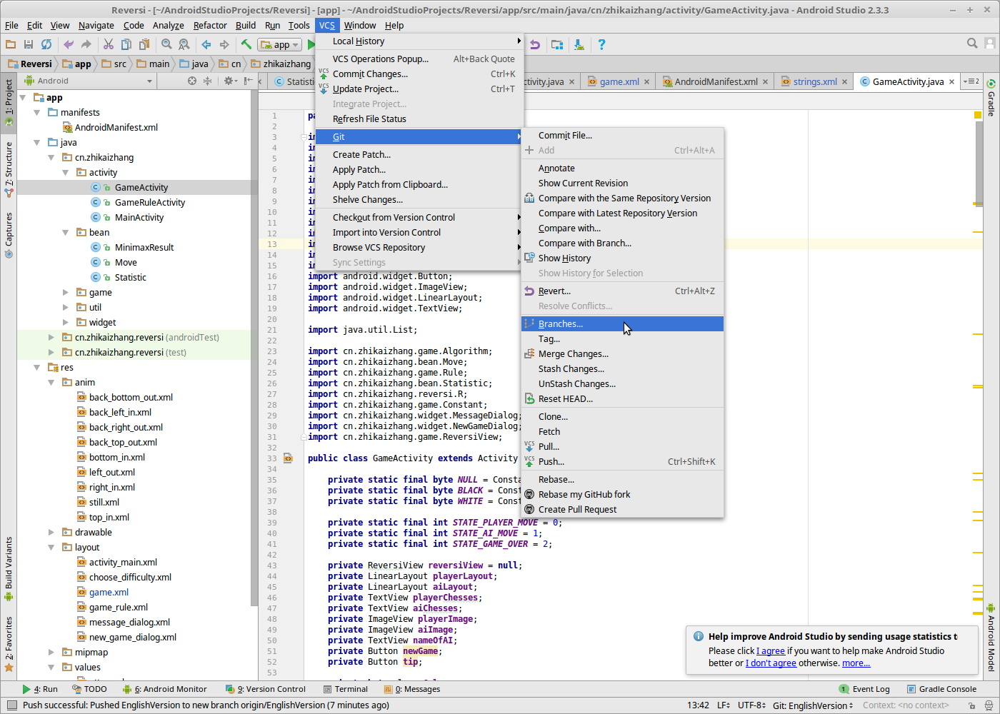 Reversi - [~/AndroidStudioProjects/Reversi] - [app] - ~/AndroidStudioProjects/Reversi/app/src/main/java/cn/zhikaizhang/activity/GameActivity.java - Android Studio 2.3.3
File Edit View Navigate Code Analyze Refactor Build Run Tools VCS Window Help
app
Reversi app src main java cn zhikaizhang
Android
Statisti
ctivity.java
game.xml
AndroidManifest.xml
strings.xml
GameActivity.java
2
1: Project
7: Structure
Captures
Build Variants
2: Favorites
app
manifests
AndroidManifest.xml
java
cn.zhikaizhang
activity
GameActivity
GameRuleActivity
MainActivity
bean
MinimaxResult
Move
Statistic
game
util
widget
cn.zhikaizhang.reversi (androidTest)
cn.zhikaizhang.reversi (test)
res
anim
back_bottom_out.xml
back_left_in.xml
back_right_out.xml
back_top_out.xml
bottom_in.xml
left_out.xml
right_in.xml
still.xml
top_in.xml
drawable
layout
activity_main.xml
choose_difficulty.xml
game.xml
game_rule.xml
message_dialog.xml
new_game_dialog.xml
mipmap
values
Local History
VCS Operations Popup... Alt+Back Quote
VCS Commit Changes... Ctrl+K
VCS Update Project... Ctrl+T
Integrate Project...
Refresh File Status
Git
Create Patch...
Apply Patch...
Apply Patch from Clipboard...
Shelve Changes...
Checkout from Version Control
Import into Version Control
Browse VCS Repository
Sync Settings
Commit File...
Add Ctrl+Alt+A
Annotate
Show Current Revision
Compare with the Same Repository Version
Compare with Latest Repository Version
Compare with...
Compare with Branch...
Show History
Show History for Selection
Revert... Ctrl+Alt+Z
Resolve Conflicts...
Branches...
Tag...
Merge Changes...
Stash Changes...
UnStash Changes...
Reset HEAD...
Clone...
Fetch
VCS Pull...
VCS Push... Ctrl+Shift+K
Rebase...
Rebase my GitHub fork
Create Pull Request
1 pa
2
3 im
4 im
5 im
6 im
7 im
8 im
9 im
10 im
11 im
12 im
13 im
14 im
15 im
16 import android.widget.Button;
17 import android.widget.ImageView;
18 import android.widget.LinearLayout;
19 import android.widget.TextView;
20
21 import java.util.List;
22
23 import cn.zhikaizhang.game.Algorithm;
24 import cn.zhikaizhang.bean.Move;
25 import cn.zhikaizhang.game.Rule;
26 import cn.zhikaizhang.bean.Statistic;
27 import cn.zhikaizhang.reversi.R;
28 import cn.zhikaizhang.game.Constant;
29 import cn.zhikaizhang.widget.MessageDialog;
30 import cn.zhikaizhang.widget.NewGameDialog;
31 import cn.zhikaizhang.game.ReversiView;
32
33 public class GameActivity extends Activity
34
35 private static final byte NULL = Consta
36 private static final byte BLACK = Const
37 private static final byte WHITE = Const
38
39 private static final int STATE_PLAYER_MOVE = 0;
40 private static final int STATE_AI_MOVE = 1;
41 private static final int STATE_GAME_OVER = 2;
42
43 private ReversiView reversiView = null;
44 private LinearLayout playerLayout;
45 private LinearLayout aiLayout;
46 private TextView playerChesses;
47 private TextView aiChesses;
48 private ImageView playerImage;
49 private ImageView aiImage;
50 private TextView nameOfAI;
51 private Button newGame;
52 private Button tip;
53
Gradle
Android Model
Help improve Android Studio by sending usage statistics t
Please click I agree if you want to help make Android Studio
better or I don't agree otherwise. more...
4: Run TODO 6: Android Monitor 9: Version Control Terminal 0: Messages 1 Event Log Gradle Console
Push successful: Pushed EnglishVersion to new branch origin/EnglishVersion (7 minutes ago) 13:42 LF UTF-8 Git: EnglishVersion Context: <no context>